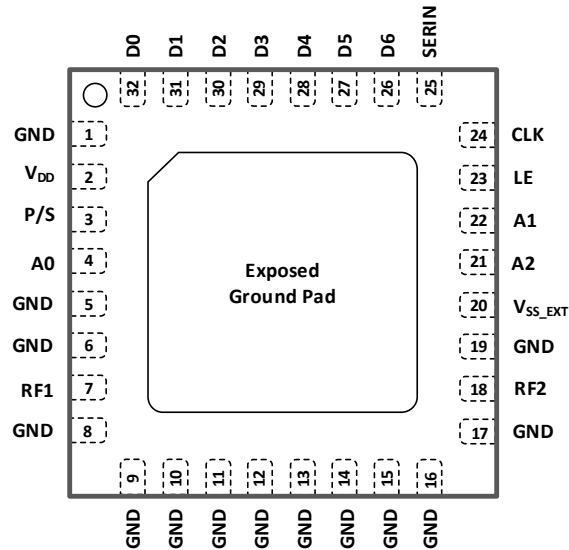 D0 D1 D2 D3 D4 D5 D6 SERIN
32 31 30 29 28 27 26 25
GND 1 24 CLK
VDD 2 23 LE
P/S 3 22 A1
A0 4 21 A2
GND 5 20 VSS_EXT
GND 6 19 GND
RF1 7 18 RF2
GND 8 17 GND
Exposed
Ground Pad
9 10 11 12 13 14 15 16
GND GND GND GND GND GND GND GND